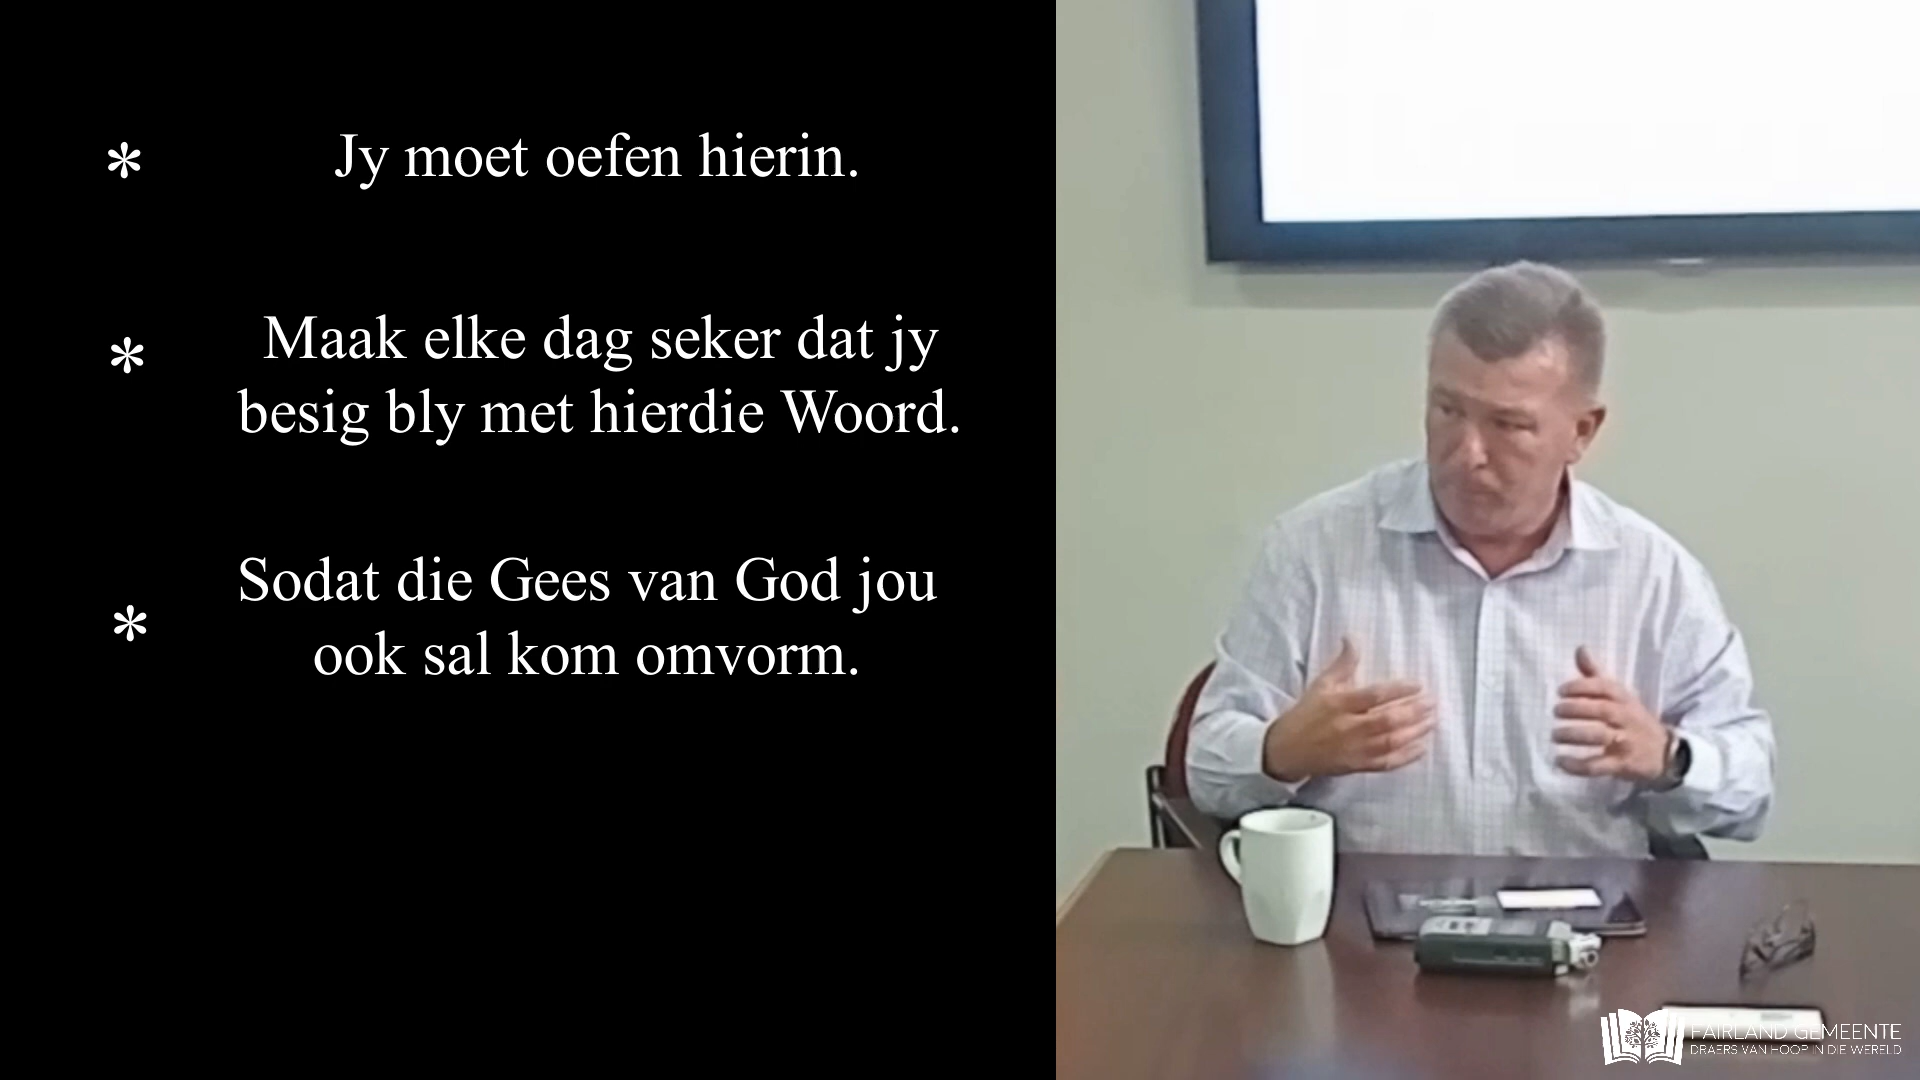 * Jy moet oefen hierin.
* Maak elke dag seker dat jy
besig bly met hierdie Woord.
* Sodat die Gees van God jou
ook sal kom omvorm.
FAIRLAND GEMEENTE
DRAERS VAN HOOP IN DIE WERELD